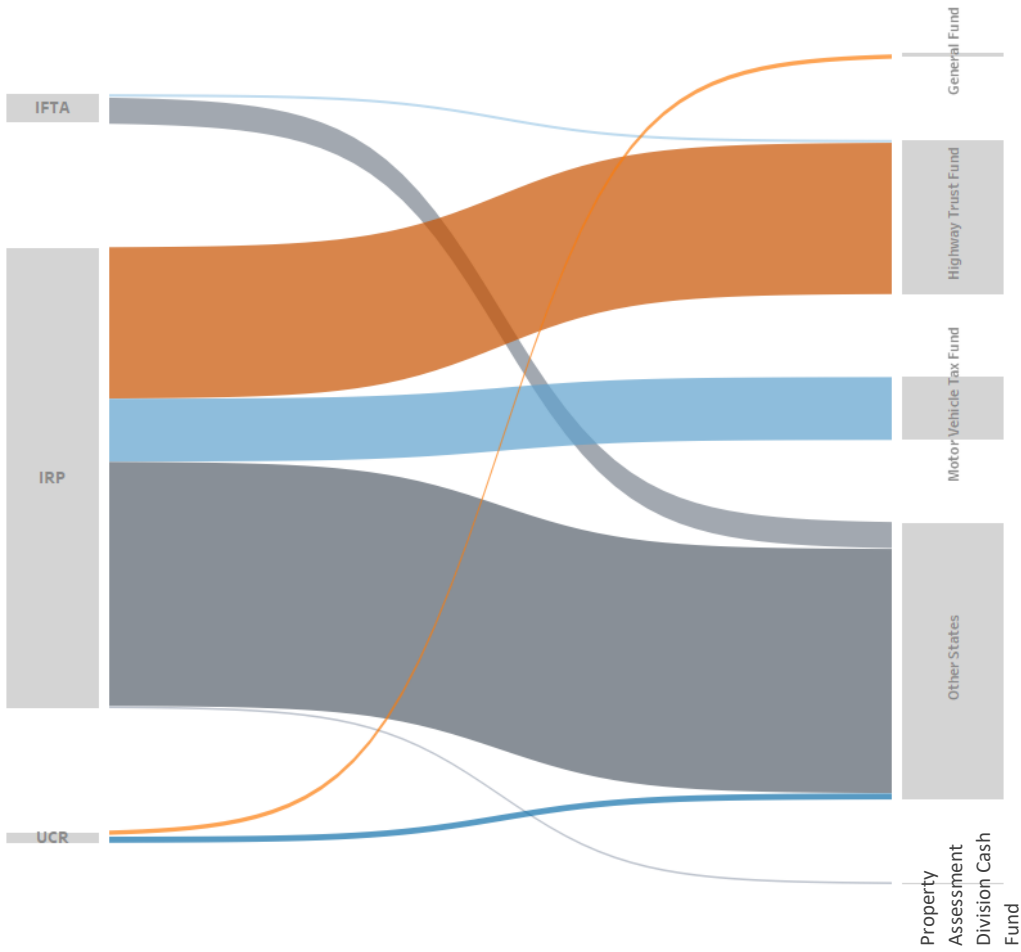 IFTA
IRP
UCR
General Fund
Highway Trust Fund
Motor Vehicle Tax Fund
Other States
Property
Assessment
Division Cash
Fund